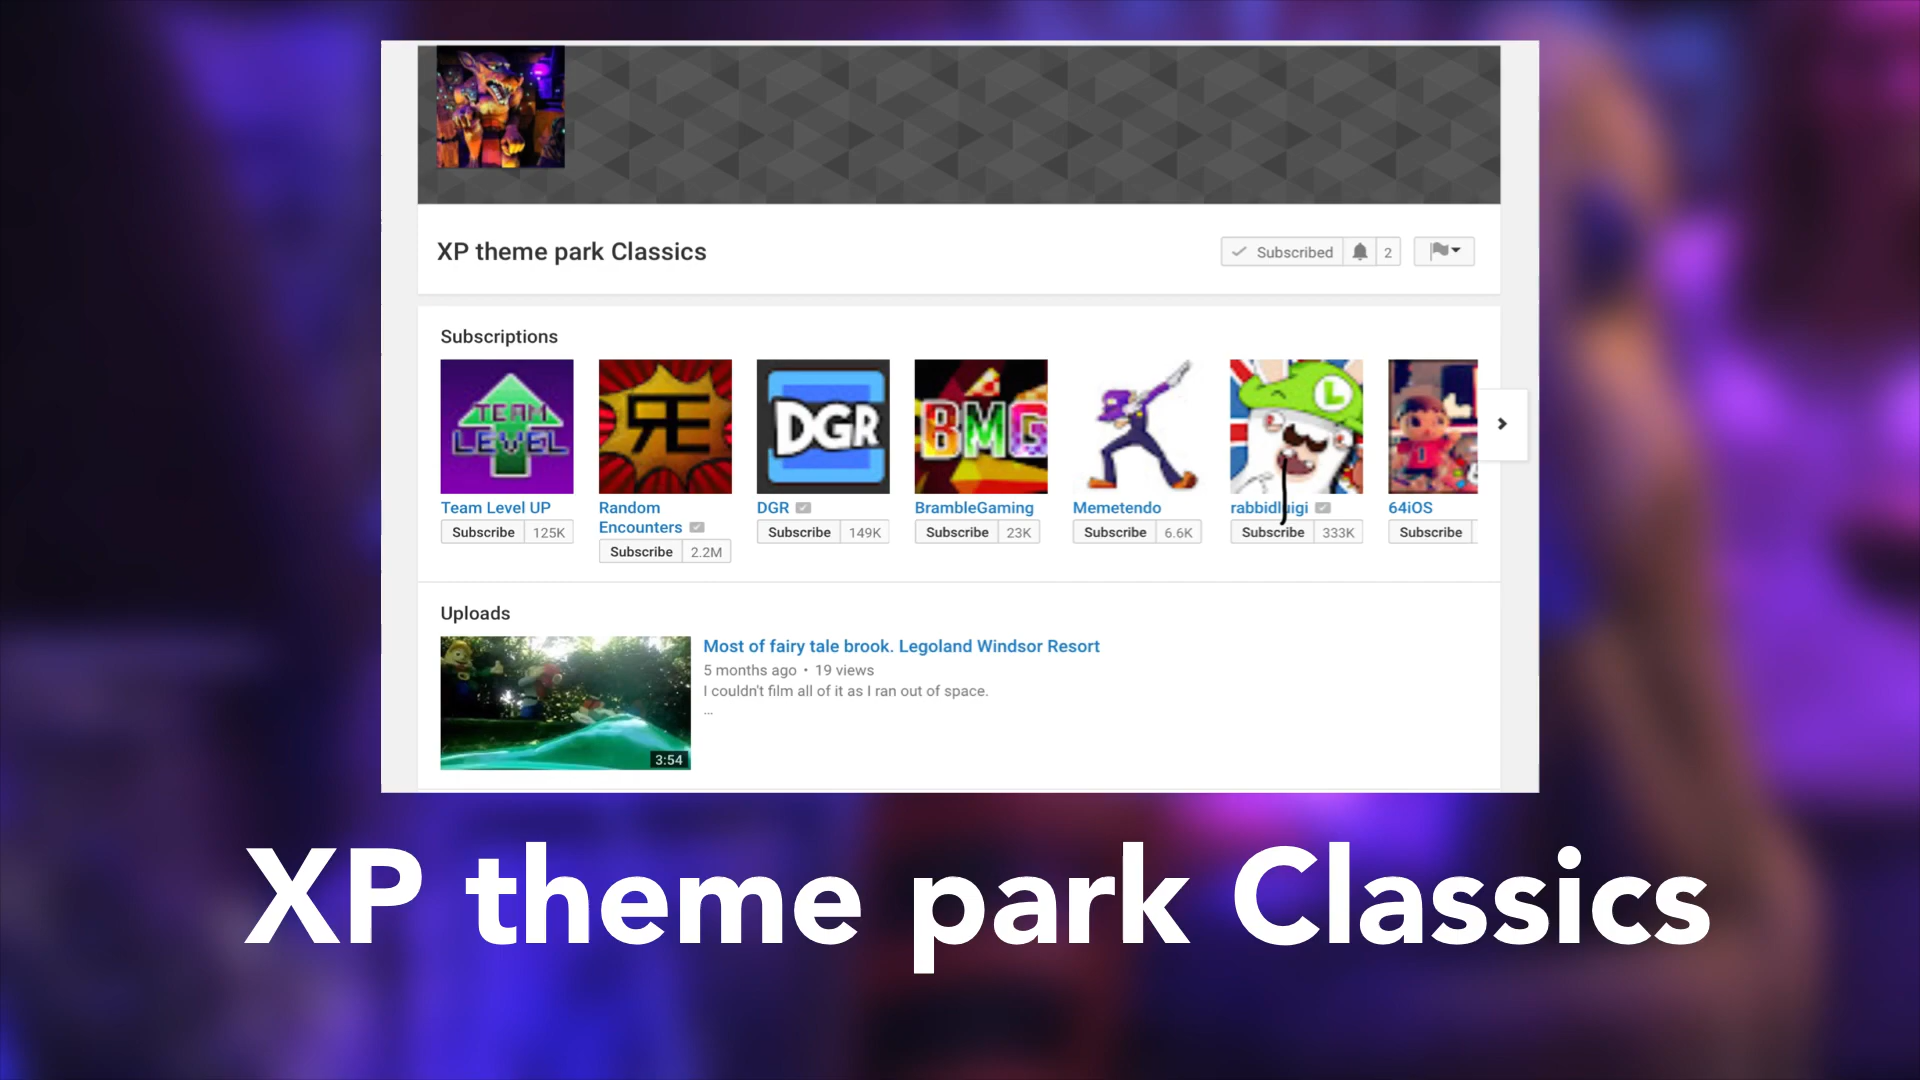 XP theme park Classics
Subscribed 2
Subscriptions
TEAM
LEVEL
RE
DGR
BMG
L
1
Team Level UP
Subscribe 125K
Random
Encounters
Subscribe 2.2M
DGR
Subscribe 149K
BrambleGaming
Subscribe 23K
Memetendo
Subscribe 6.6K
rabbidluigi
Subscribe 333K
64iOS
Subscribe
Uploads
3:54
Most of fairy tale brook. Legoland Windsor Resort
5 months ago • 19 views
I couldn't film all of it as I ran out of space.
...
XP theme park Classics